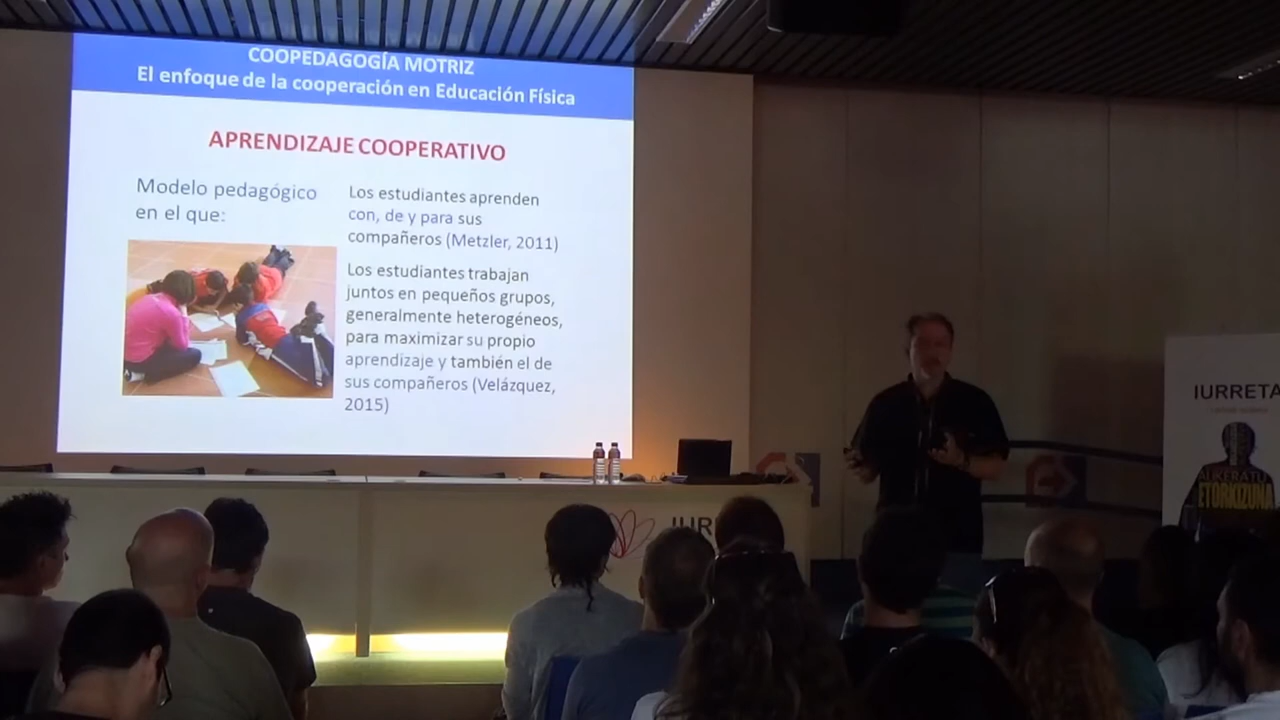 COOPEDAGOGÍA MOTRIZ
El enfoque de la cooperación en Educación Física
APRENDIZAJE COOPERATIVO
Modelo pedagógico
en el que:
Los estudiantes aprenden
con, de y para sus
compañeros (Metzler, 2011)
Los estudiantes trabajan
juntos en pequeños grupos,
generalmente heterogéneos,
para maximizar su propio
aprendizaje y también el de
sus compañeros (Velázquez,
2015)
IURRETA
AUKERATU
ETORKIZUNA
IUR